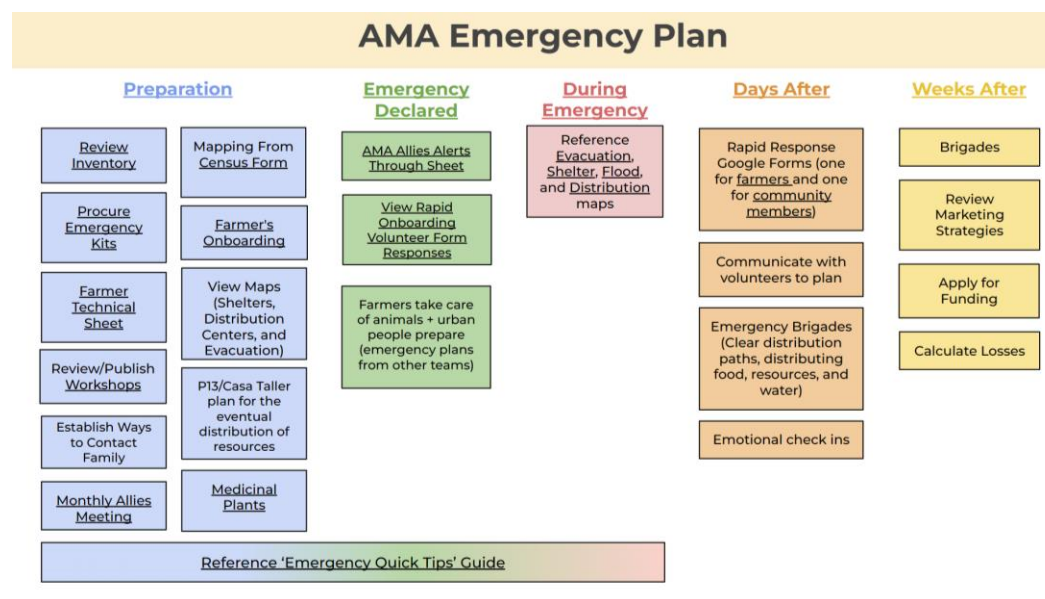 AMA Emergency Plan
Preparation
Review
Inventory
Procure
Emergency
Kits
Farmer
Technical
Sheet
Review/Publish
Workshops
Establish Ways
to Contact
Family
Monthly Allies
Meeting
Mapping From
Census Form
Farmer's
Onboarding
View Maps
(Shelters,
Distribution
Centers, and
Evacuation)
P13/Casa Taller
plan for the
eventual
distribution of
resources
Medicinal
Plants
Emergency
Declared
AMA Allies Alerts
Through Sheet
View Rapid
Onboarding
Volunteer Form
Responses
Farmers take care
of animals + urban
people prepare
(emergency plans
from other teams)
During
Emergency
Reference
Evacuation,
Shelter, Flood,
and Distribution
maps
Days After
Rapid Response
Google Forms (one
for farmers and one
for community
members)
Communicate with
volunteers to plan
Emergency Brigades
(Clear distribution
paths, distributing
food, resources, and
water)
Emotional check ins
Weeks After
Brigades
Review
Marketing
Strategies
Apply for
Funding
Calculate Losses
Reference ‘Emergency Quick Tips’ Guide